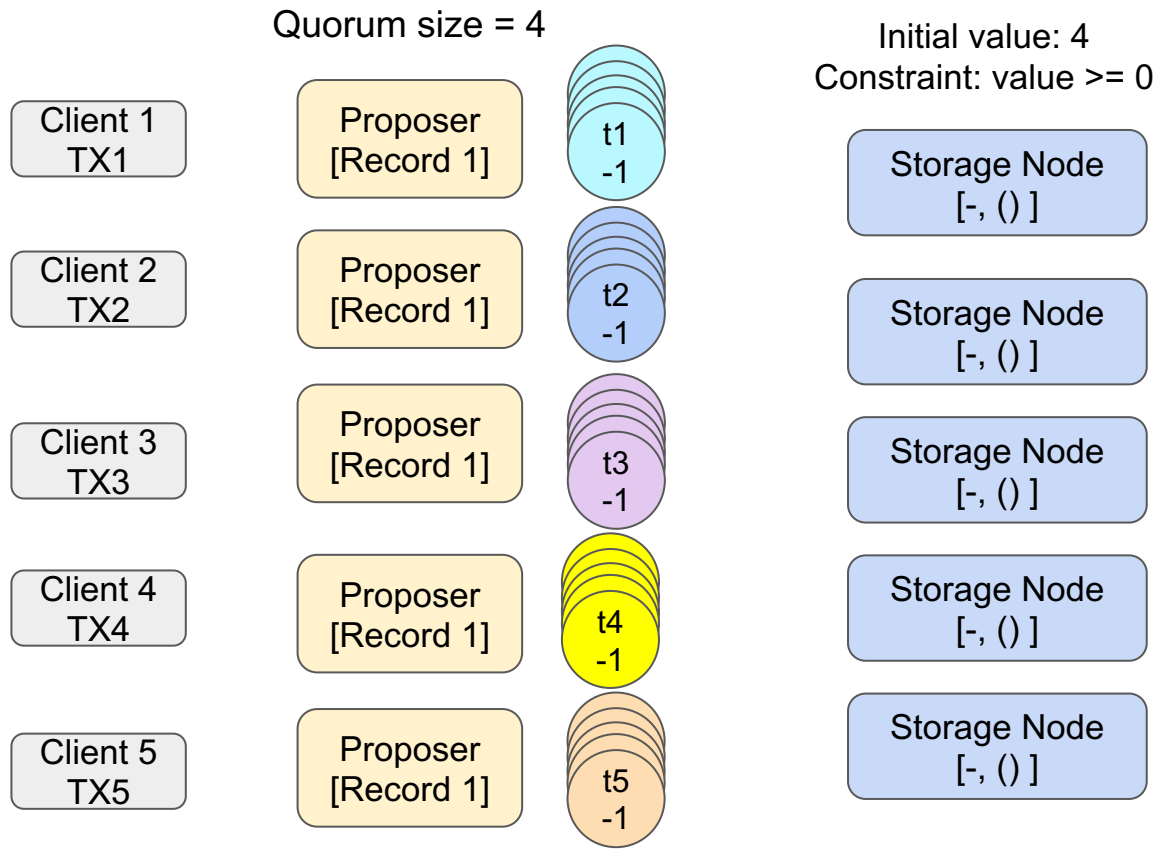 Quorum size = 4
Initial value: 4
Constraint: value >= 0
Client 1
TX1
Proposer
[Record 1]
t1
-1
Storage Node
[-, () ]
Client 2
TX2
Proposer
[Record 1]
t2
-1
Storage Node
[-, () ]
Client 3
TX3
Proposer
[Record 1]
t3
-1
Storage Node
[-, () ]
Client 4
TX4
Proposer
[Record 1]
t4
-1
Storage Node
[-, () ]
Client 5
TX5
Proposer
[Record 1]
t5
-1
Storage Node
[-, () ]